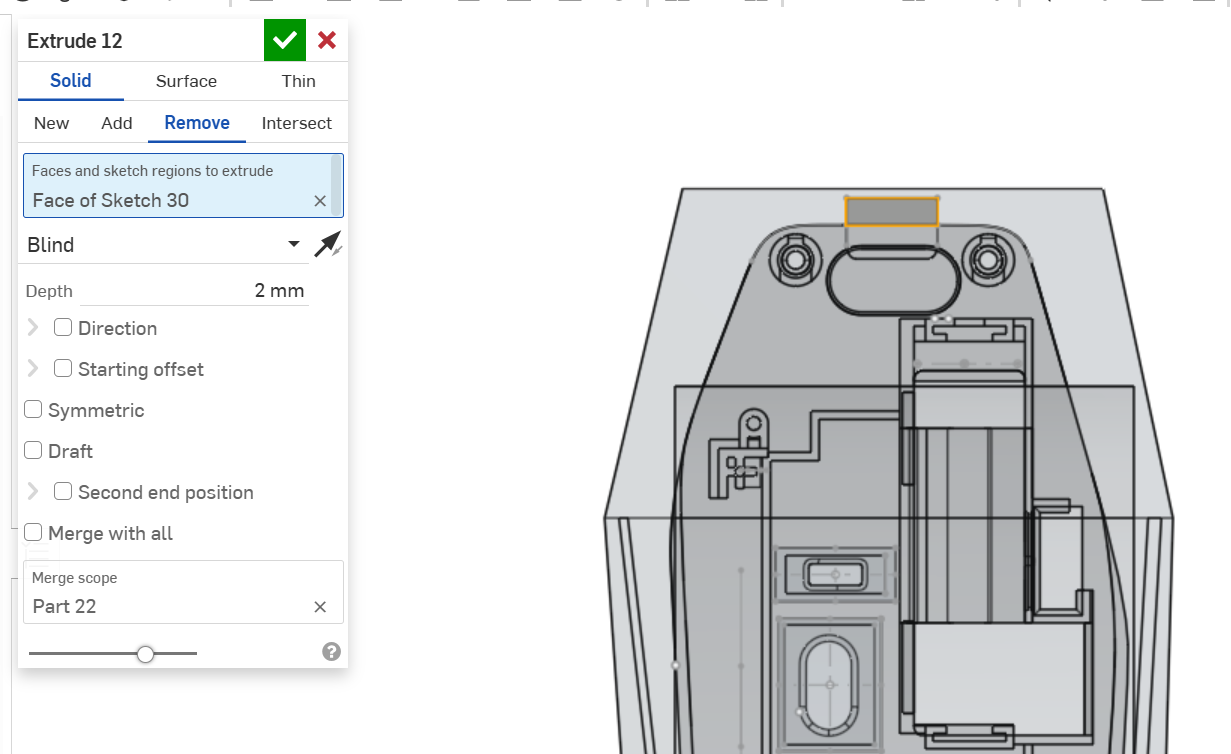 Extrude 12
Solid Surface Thin
New Add Remove Intersect
Faces and sketch regions to extrude
Face of Sketch 30
Blind
Depth 2 mm
Direction
Starting offset
Symmetric
Draft
Second end position
Merge with all
Merge scope
Part 22